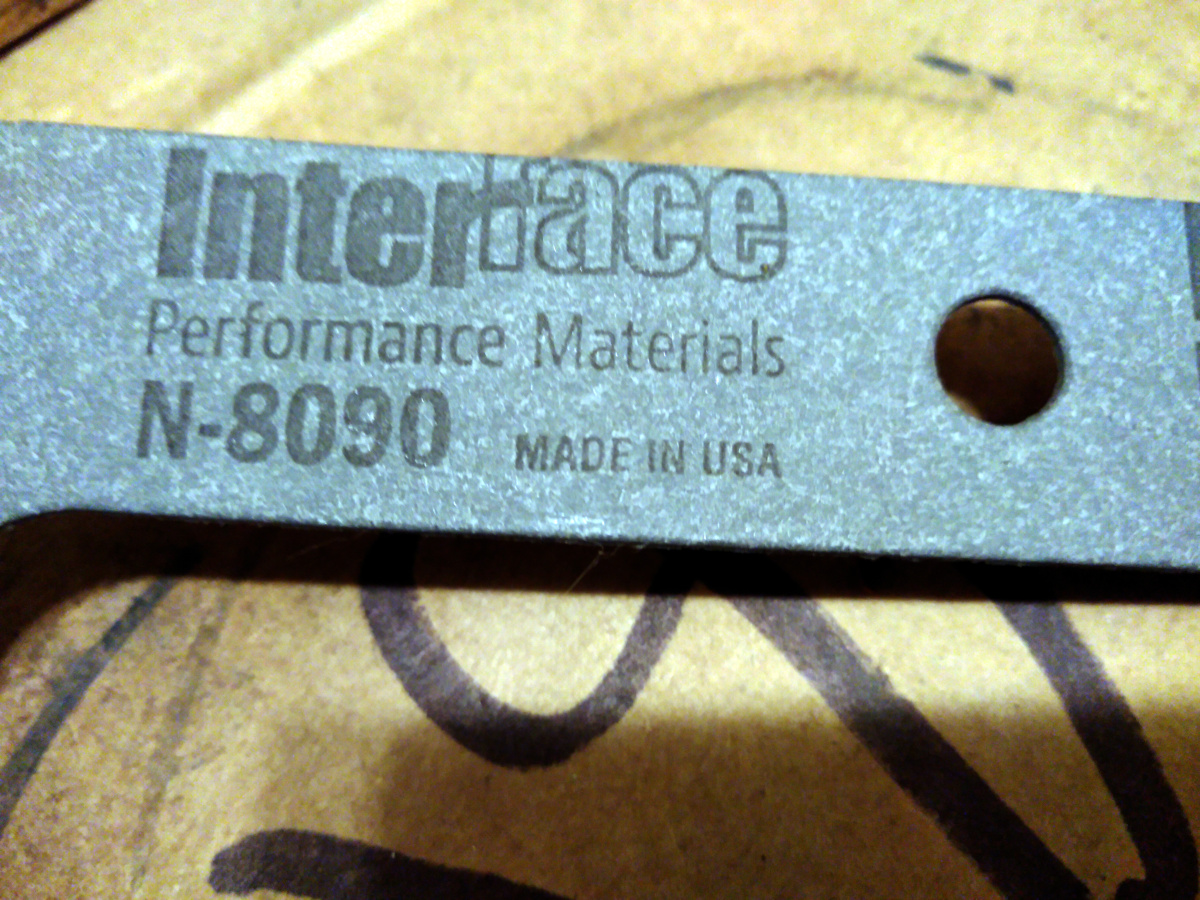 Interface
Performance Materials
N-8090 MADE IN USA